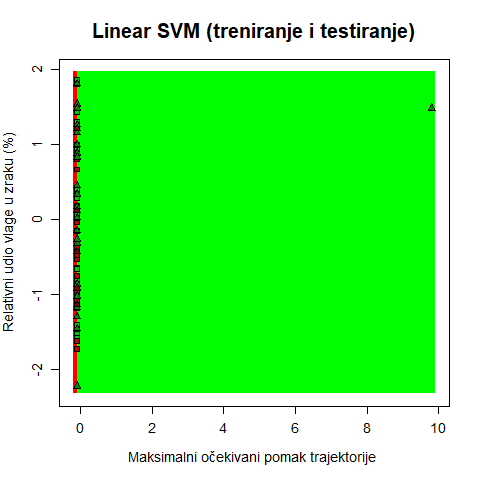 Linear SVM (treniranje i testiranje)
Relativni udio vlage u zraku (%)
2
1
0
-1
-2
0 2 4 6 8 10
Maksimalni očekivani pomak trajektorije